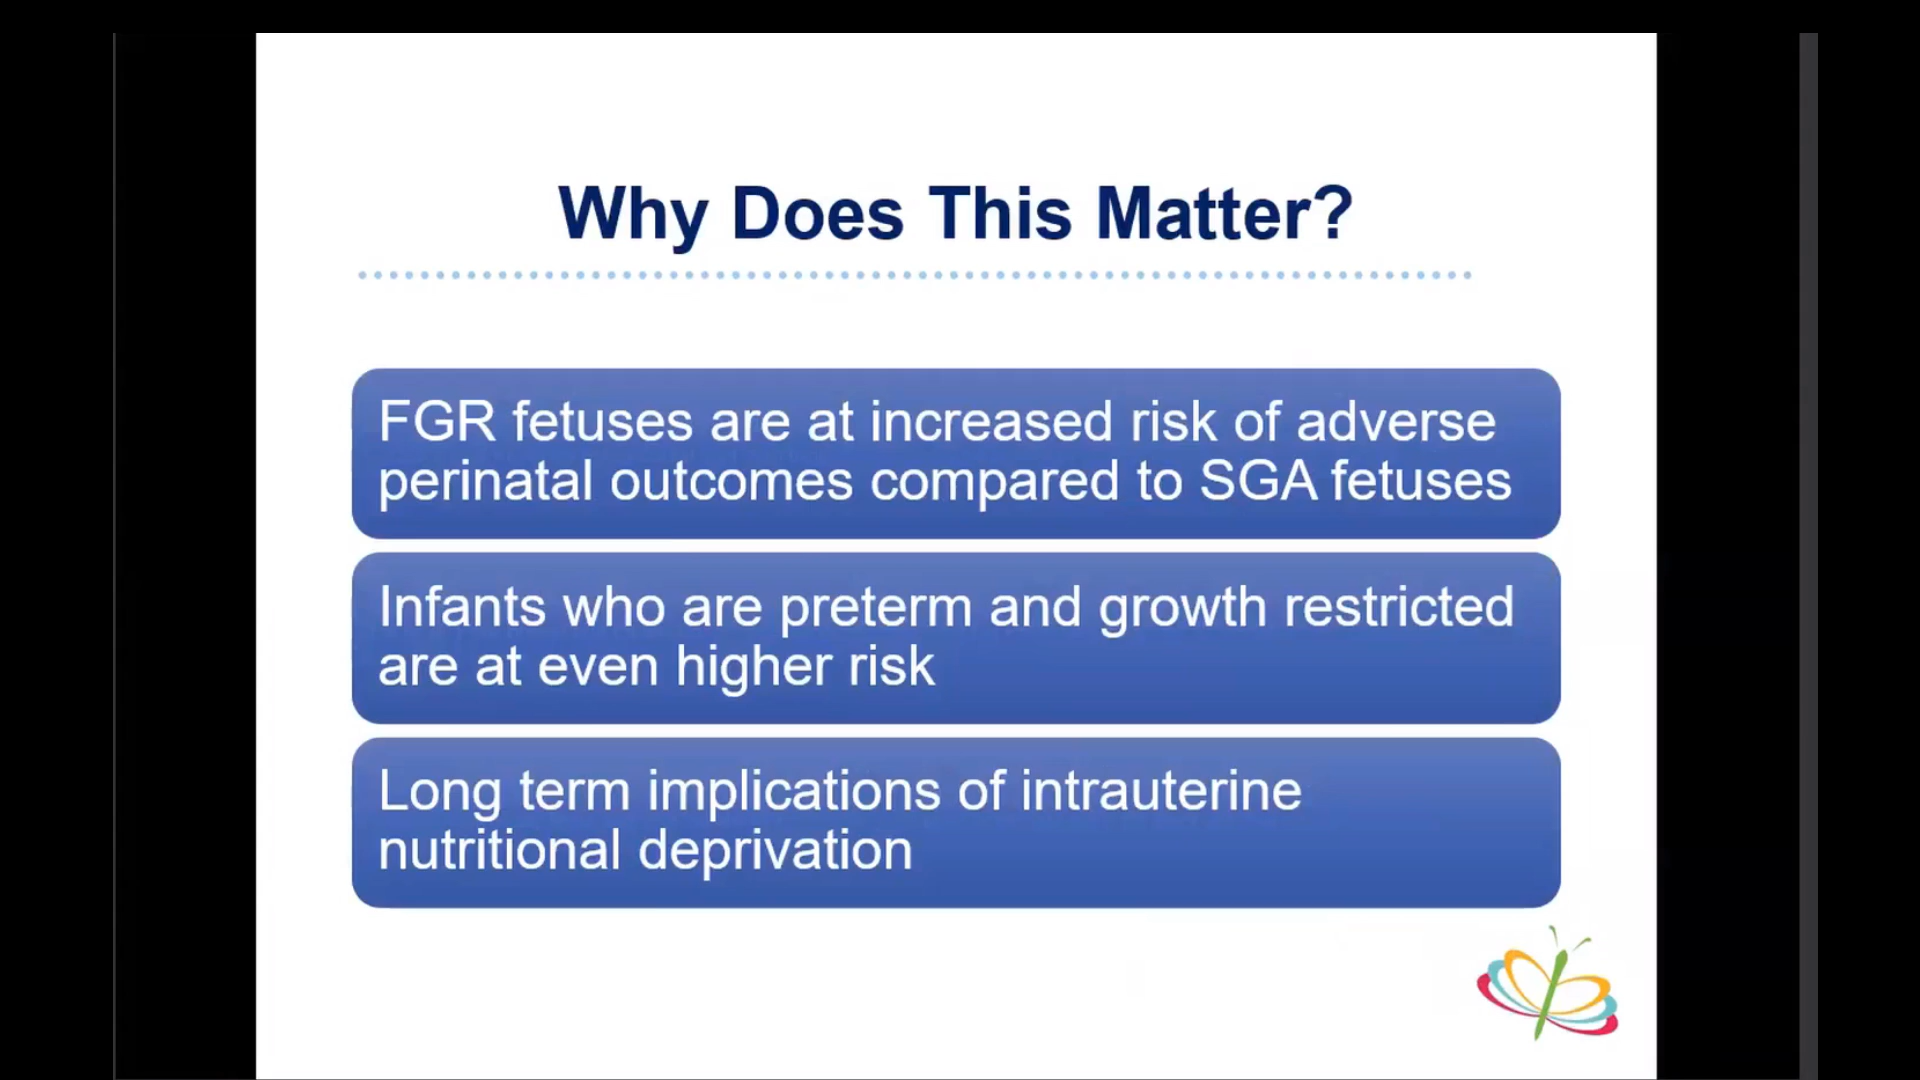 Why Does This Matter?
FGR fetuses are at increased risk of adverse
perinatal outcomes compared to SGA fetuses
Infants who are preterm and growth restricted
are at even higher risk
Long term implications of intrauterine
nutritional deprivation